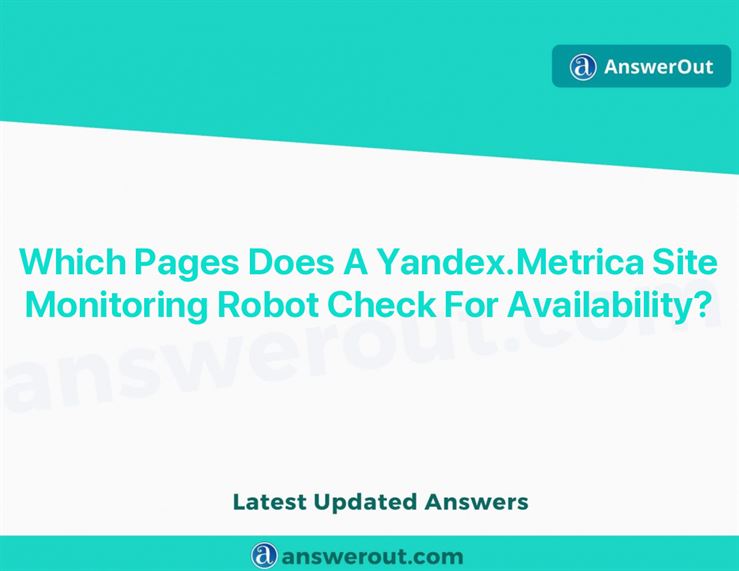 AnswerOut
Which Pages Does A Yandex.Metrica Site
Monitoring Robot Check For Availability?
answerout.com
Latest Updated Answers
answerout.com